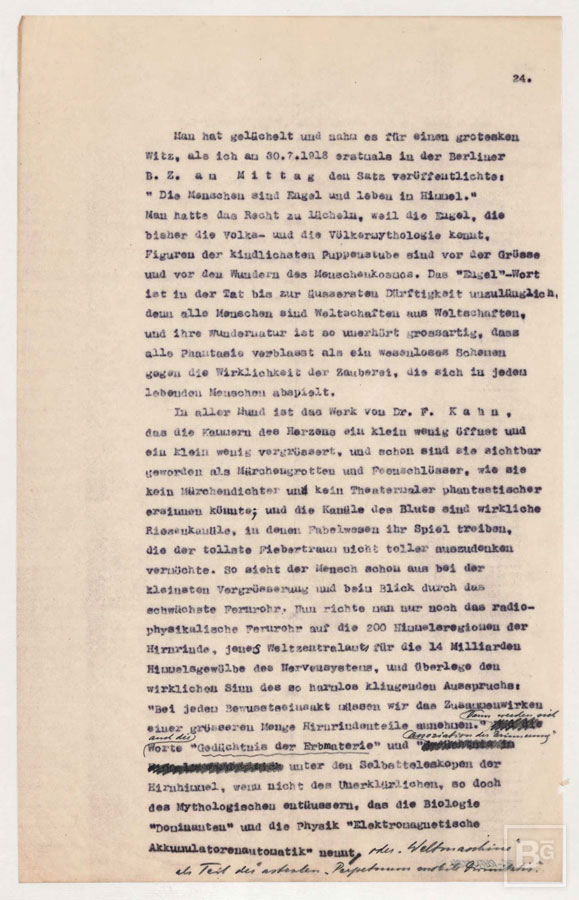 24.
Man hat gelächelt und nahm es für einen grotesken
Witz, als ich am 30.7.1918 erstmals in der Berliner
B. Z. am M i t t a g den Satz veröffentlichte:
" Die Menschen sind Engel und leben im Himmel."
Man hatte das Recht zu lächeln, weil die Engel, die
bisher die Volks- und die Völkermythologie kennt,
Figuren der kindlichsten Puppenstube sind vor der Grösse
und vor den Wundern des Menschenkosmos. Das "Engel"-Wort
ist in der Tat bis zur äussersten Dürftigkeit unzulänglich,
denn alle Menschen sind Weltschaften aus Weltschaften,
und ihre Wundernatur ist so unerhört grossartig, dass
alle Phantasie verblasst als ein wesenloses Schemen
gegen die Wirklichkeit der Zauberei, die sich in jedem
lebenden Menschen abspielt.
In aller Mund ist das Werk von Dr. F. K a h n ,
das die Kammern des Herzens ein klein wenig öffnet und
ein klein wenig vergrössert, und schon sind sie sichtbar
geworden als Märchengrotten und Feenschlösser, wie sie
kein Märchendichter und kein Theatermaler phantastischer
ersinnen könnte; und die Kanäle des Bluts sind wirkliche
Riesenkanäle, in denen Fabelwesen ihr Spiel treiben,
die der tollste Fiebertraum nicht toller auszudenken
vermöchte. So sieht der Mensch schon aus bei der
kleinsten Vergrösserung und beim Blick durch das
schwächste Fernrohr. Nun richte man nur noch das radio-
physikalische Fernrohr auf die 200 Himmelsregionen der
Hirnrinde, jenes Weltzentralamts für die 14 Milliarden
Himmelsgewölbe des Nervensystems, und überlege den
wirklichen Sinn des so harmlos klingenden Ausspruchs:
"Bei jedem Bewusstseinsakt müssen wir das Zusammenwirken
Dann werden sich
einer grösseren Menge Hirnrindenteile annehmen."
auch die "Assoziation der Erinnerung"
Worte "Gedächtnis der Erbmaterie" und "
unter den Selbstteleskopen der
Hirnhimmel, wenn nicht des Unerklärlichen, so doch
des Mythologischen entäussern, das die Biologie
"Dominanten" und die Physik "Elektromagnetische
Akkumulatorenautomatik" nennt, oder "Weltmaschine"
als Teil des "Perpetuum mobile
BG